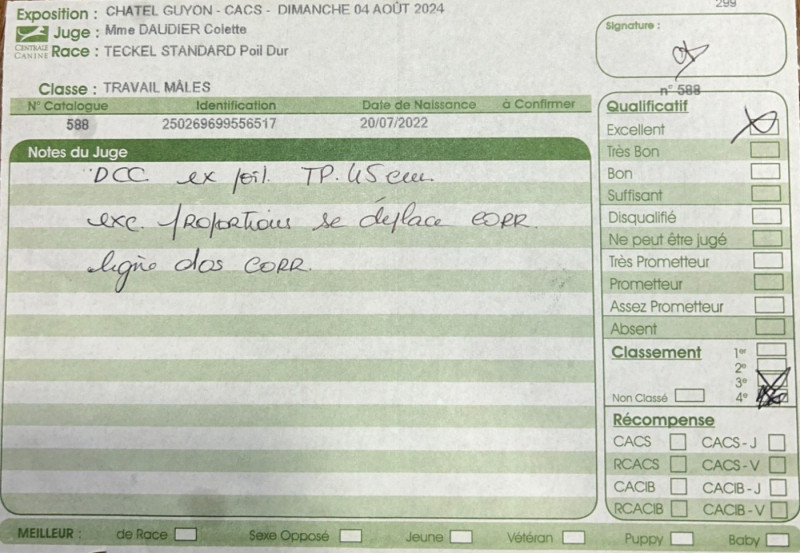 299
Exposition : CHATEL GUYON - CACS - DIMANCHE 04 AOÛT 2024
Juge : Mme DAUDIER Colette
CENTRALE CANINE
Race : TECKEL STANDARD Poil Dur
Signature :
Classe : TRAVAIL MÂLES
n° 588
N° Catalogue Identification Date de Naissance à Confirmer
588 250269699556517 20/07/2022
Notes du Juge
DCC ex poil. TP. 45 cm
exc. proportions se déplace CORR.
ligne dos CORR.
Qualificatif
Excellent
Très Bon
Bon
Suffisant
Disqualifié
Ne peut être jugé
Très Prometteur
Prometteur
Assez Prometteur
Absent
Classement 1er
2e
3e
Non Classé 4e
Récompense
CACS CACS - J
RCACS CACS - V
CACIB CACIB - J
RCACIB CACIB - V
MEILLEUR : de Race Sexe Opposé Jeune Vétéran Puppy Baby